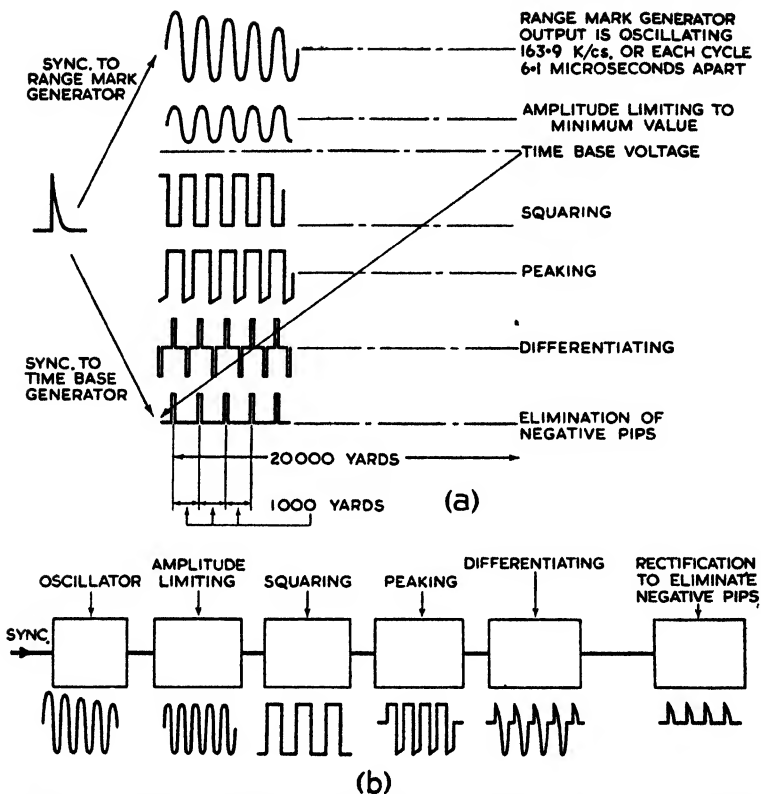 RANGE MARK GENERATOR
OUTPUT IS OSCILLATING
163·9 K/cs, OR EACH CYCLE
6·1 MICROSECONDS APART
SYNC. TO
RANGE MARK
GENERATOR
AMPLITUDE LIMITING TO
MINIMUM VALUE
TIME BASE VOLTAGE
SQUARING
PEAKING
DIFFERENTIATING
SYNC. TO
TIME BASE
GENERATOR
ELIMINATION OF
NEGATIVE PIPS
20000 YARDS
1000 YARDS
(a)
OSCILLATOR
AMPLITUDE
LIMITING
SQUARING
PEAKING
DIFFERENTIATING
RECTIFICATION
TO ELIMINATE
NEGATIVE PIPS,
SYNC.
(b)